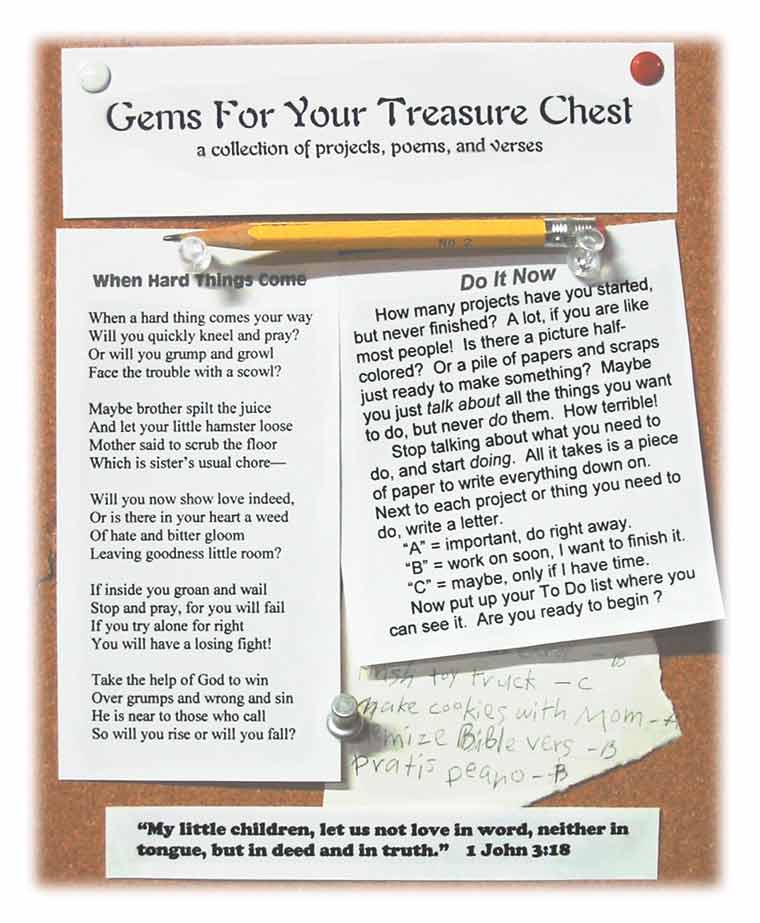 Gems For Your Treasure Chest
a collection of projects, poems, and verses
No 2
When Hard Things Come
When a hard thing comes your way
Will you quickly kneel and pray?
Or will you grump and growl
Face the trouble with a scowl?
Maybe brother spilt the juice
And let your little hamster loose
Mother said to scrub the floor
Which is sister's usual chore—
Will you now show love indeed,
Or is there in your heart a weed
Of hate and bitter gloom
Leaving goodness little room?
If inside you groan and wail
Stop and pray, for you will fail
If you try alone for right
You will have a losing fight!
Take the help of God to win
Over grumps and wrong and sin
He is near to those who call
So will you rise or will you fall?
Do It Now
How many projects have you started,
but never finished? A lot, if you are like
most people! Is there a picture half-
colored? Or a pile of papers and scraps
just ready to make something? Maybe
you just talk about all the things you want
to do, but never do them. How terrible!
Stop talking about what you need to
do, and start doing. All it takes is a piece
of paper to write everything down on.
Next to each project or thing you need to
do, write a letter.
"A" = important, do right away.
"B" = work on soon, I want to finish it.
"C" = maybe, only if I have time.
Now put up your To Do list where you
can see it. Are you ready to begin ?
- B
toy truck - C
make cookies with Mom - A
Bible vers - B
Pratis peano - B
"My little children, let us not love in word, neither in
tongue, but in deed and in truth." 1 John 3:18